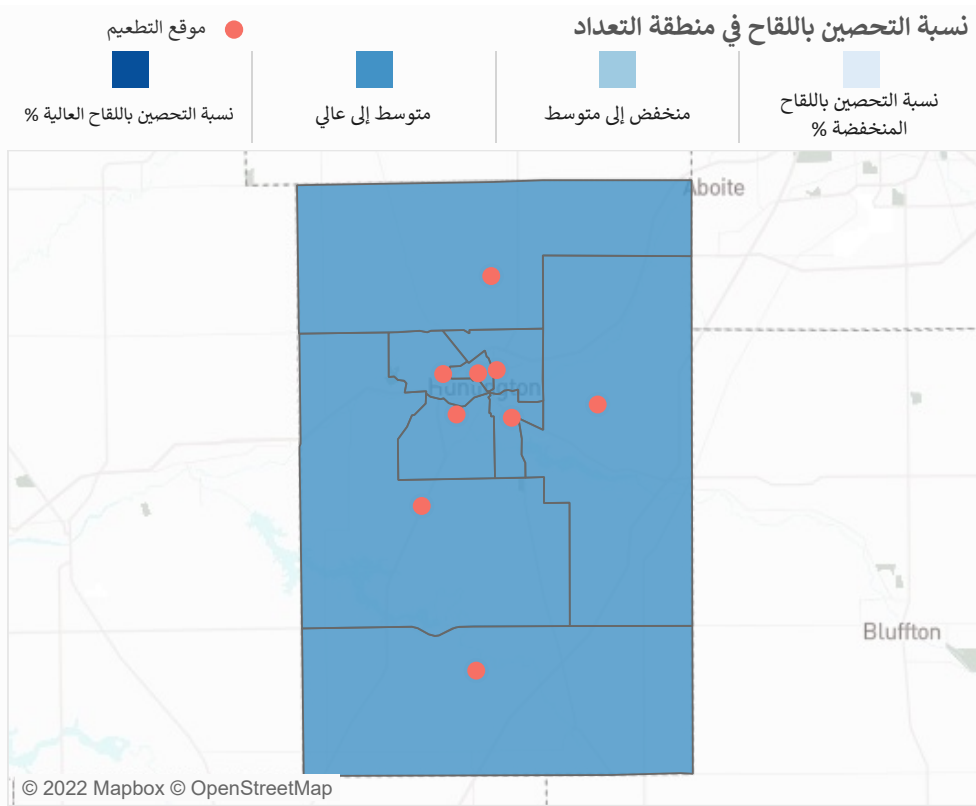 نسبة التحصين باللقاح في منطقة التعداد
موقع التطعيم
نسبة التحصين باللقاح
المنخفضة %
منخفض إلى متوسط
متوسط إلى عالي
نسبة التحصين باللقاح العالية %
Aboite
Huntington
Bluffton
© 2022 Mapbox © OpenStreetMap